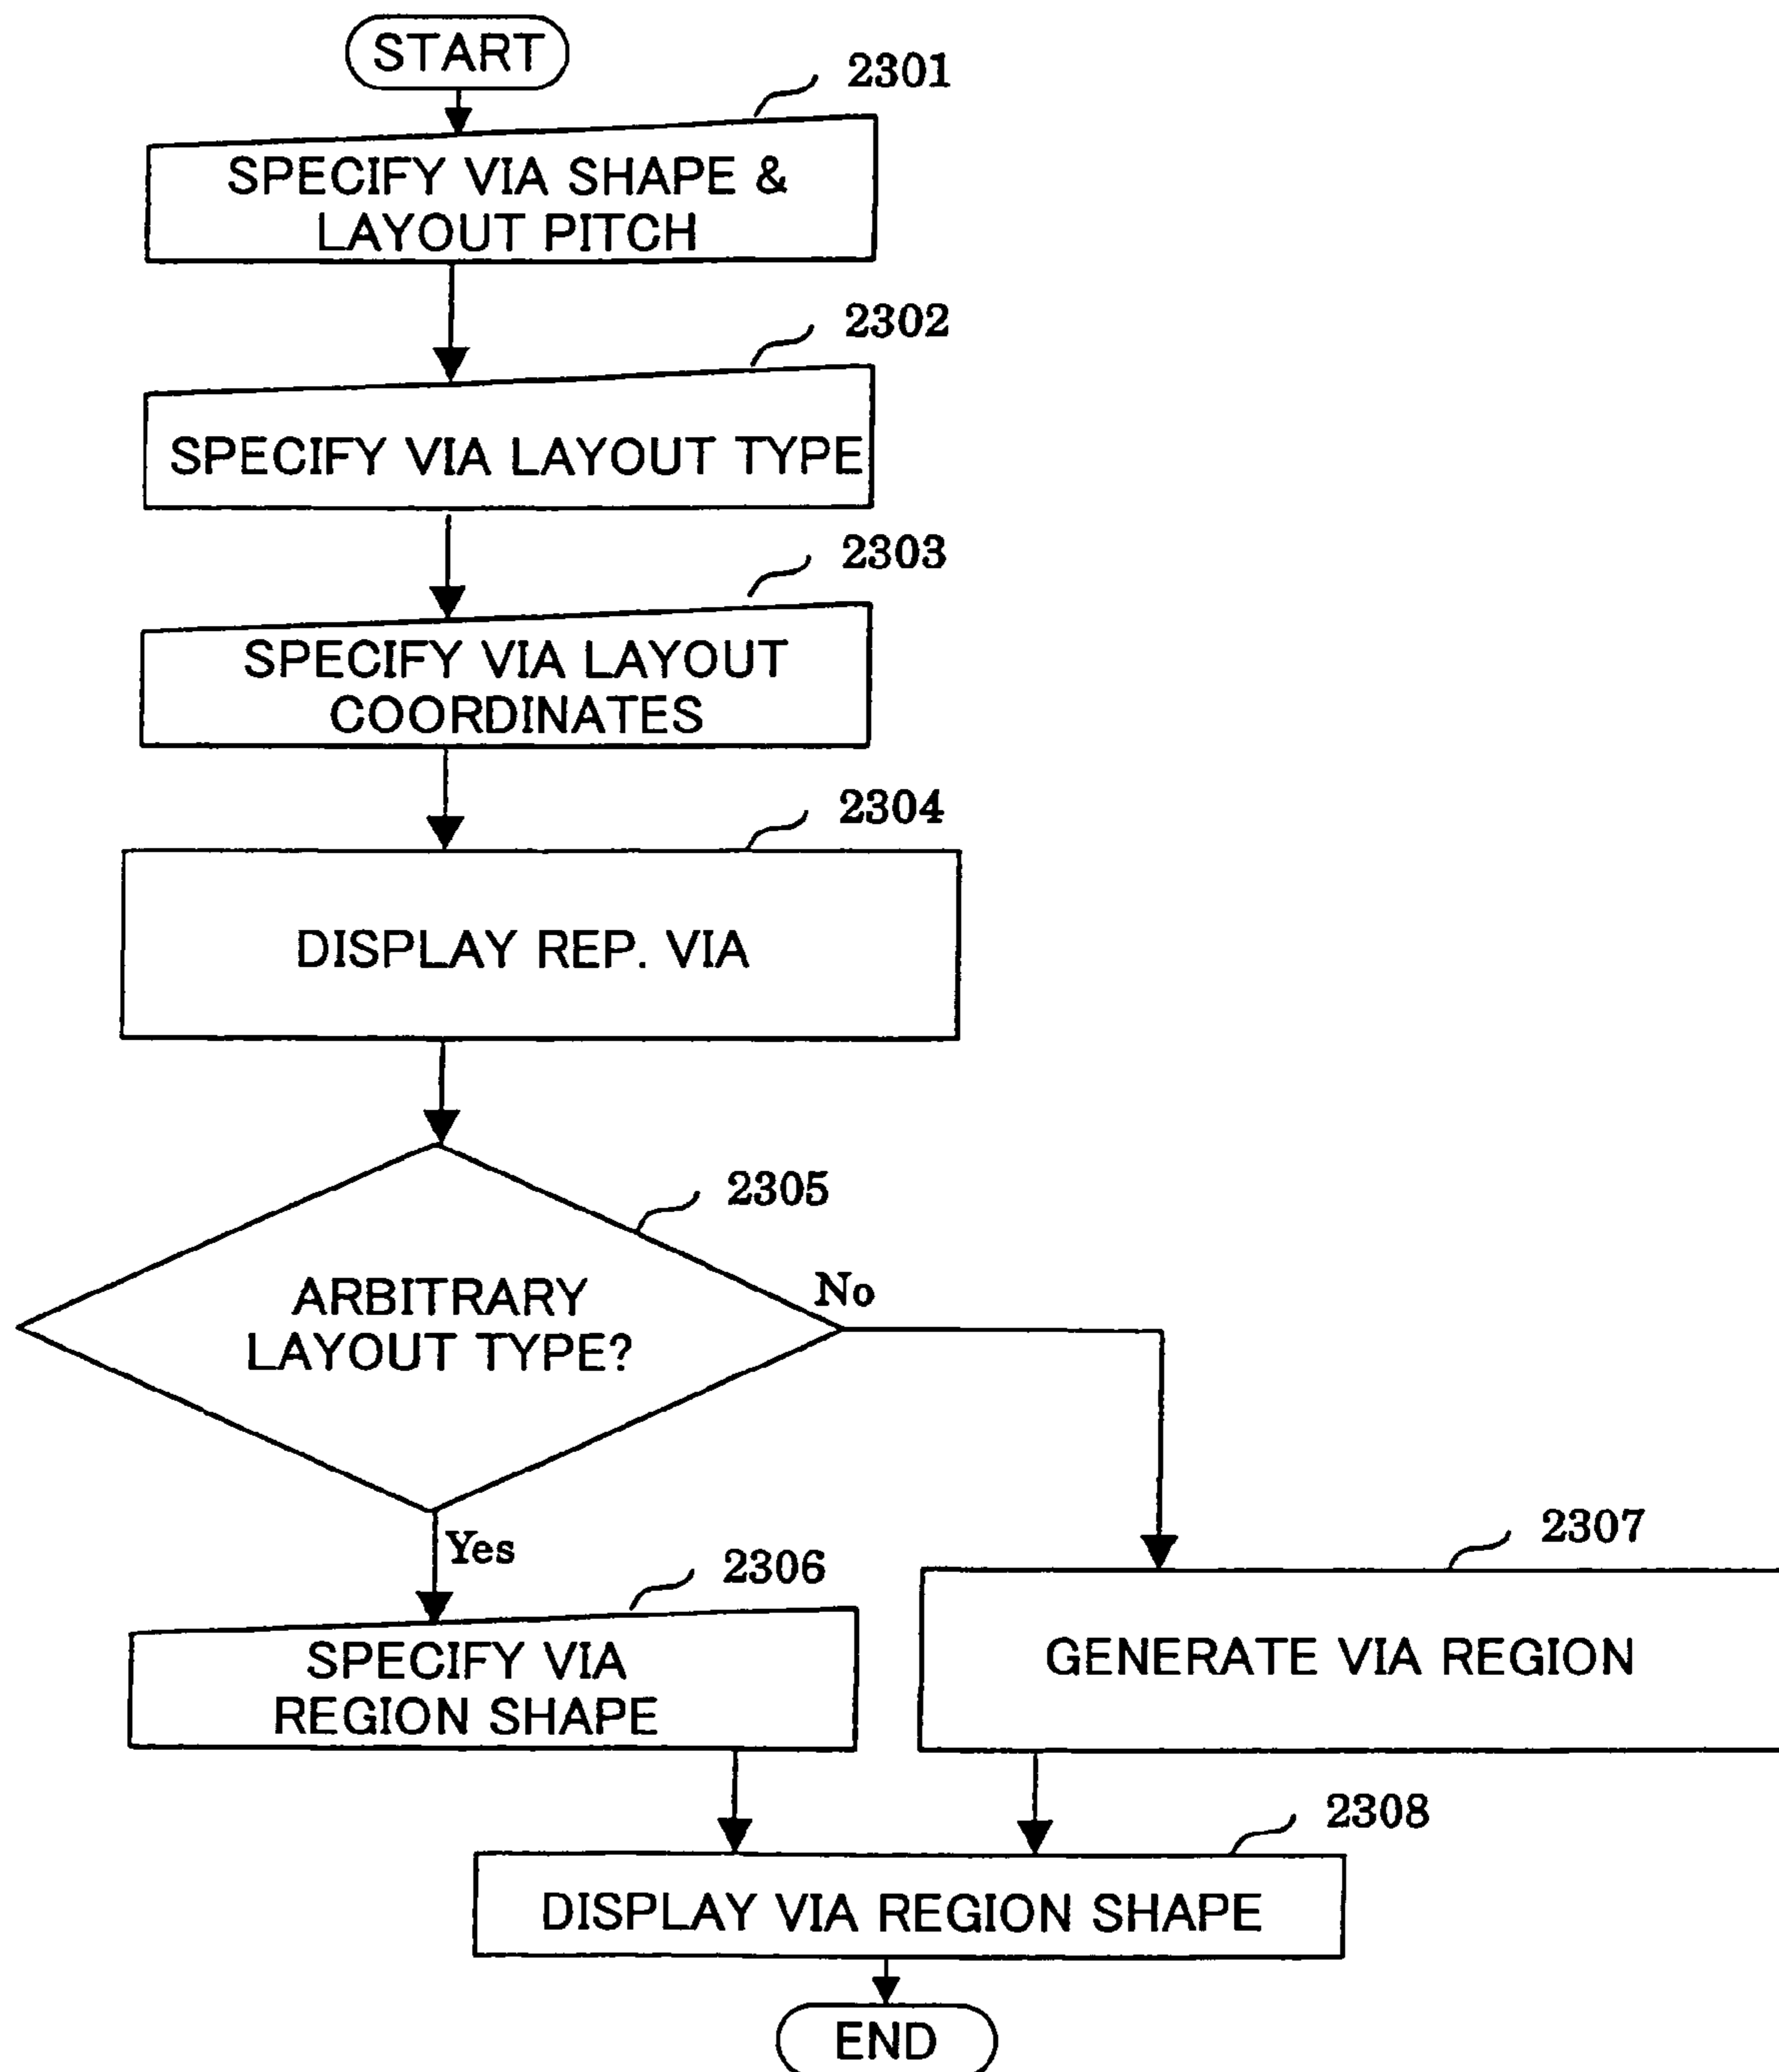 START
2301
SPECIFY VIA SHAPE &
LAYOUT PITCH
2302
SPECIFY VIA LAYOUT TYPE
2303
SPECIFY VIA LAYOUT
COORDINATES
2304
DISPLAY REP. VIA
2305
ARBITRARY
LAYOUT TYPE?
No
Yes
2306
SPECIFY VIA
REGION SHAPE
2307
GENERATE VIA REGION
2308
DISPLAY VIA REGION SHAPE
END